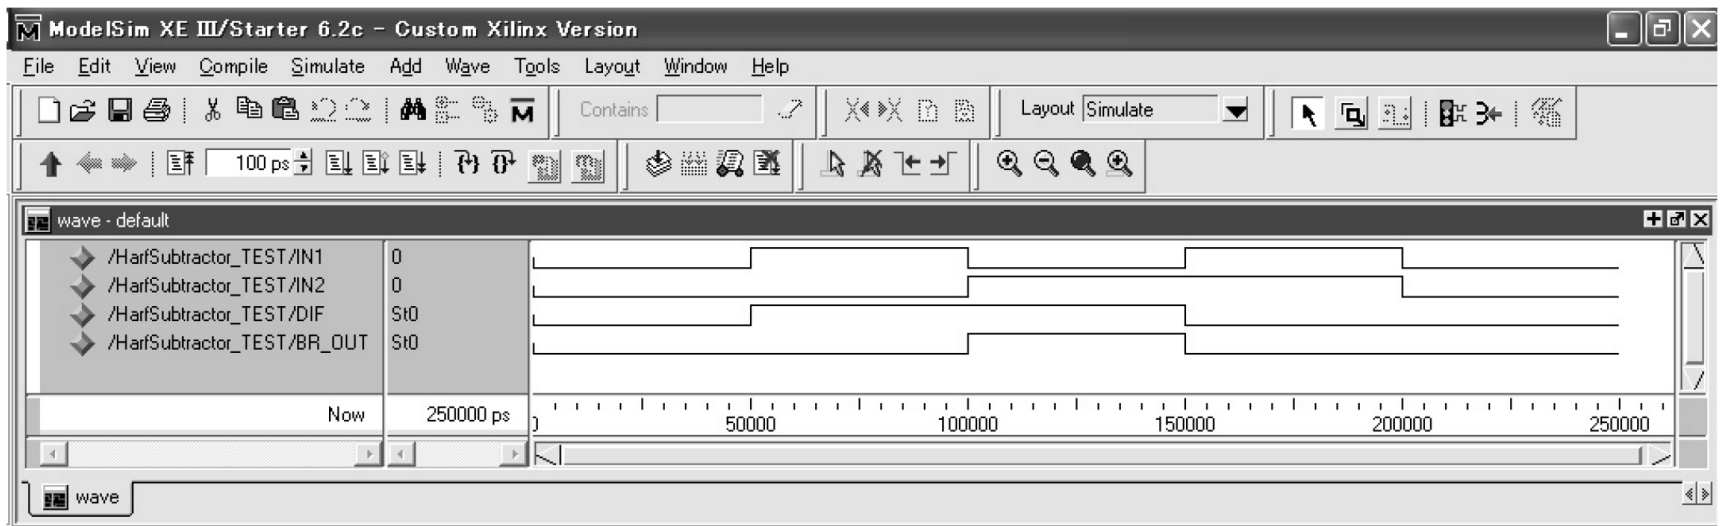 ModelSim XE III/Starter 6.2c - Custom Xilinx Version
File Edit View Compile Simulate Add Wave Tools Layout Window Help
Contains Layout Simulate
100 ps
wave - default
/HarfSubtractor_TEST/IN1 0
/HarfSubtractor_TEST/IN2 0
/HarfSubtractor_TEST/DIF St0
/HarfSubtractor_TEST/BR_OUT St0
Now 250000 ps 50000 100000 150000 200000 250000
wave